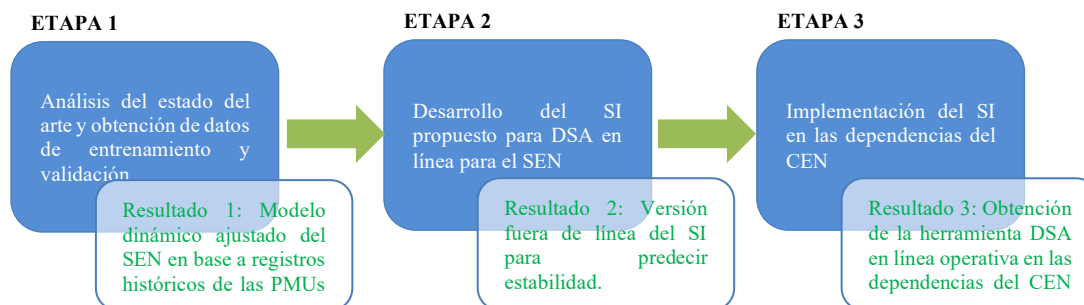 ETAPA 1
Análisis del estado del
arte y obtención de datos
de entrenamiento y
validación
Resultado 1: Modelo
dinámico ajustado del
SEN en base a registros
históricos de las PMUs
ETAPA 2
Desarrollo del SI
propuesto para DSA en
línea para el SEN
Resultado 2: Versión
fuera de línea del SI
para predecir
estabilidad.
ETAPA 3
Implementación del SI
en las dependencias del
CEN
Resultado 3: Obtención
de la herramienta DSA
en línea operativa en las
dependencias del CEN